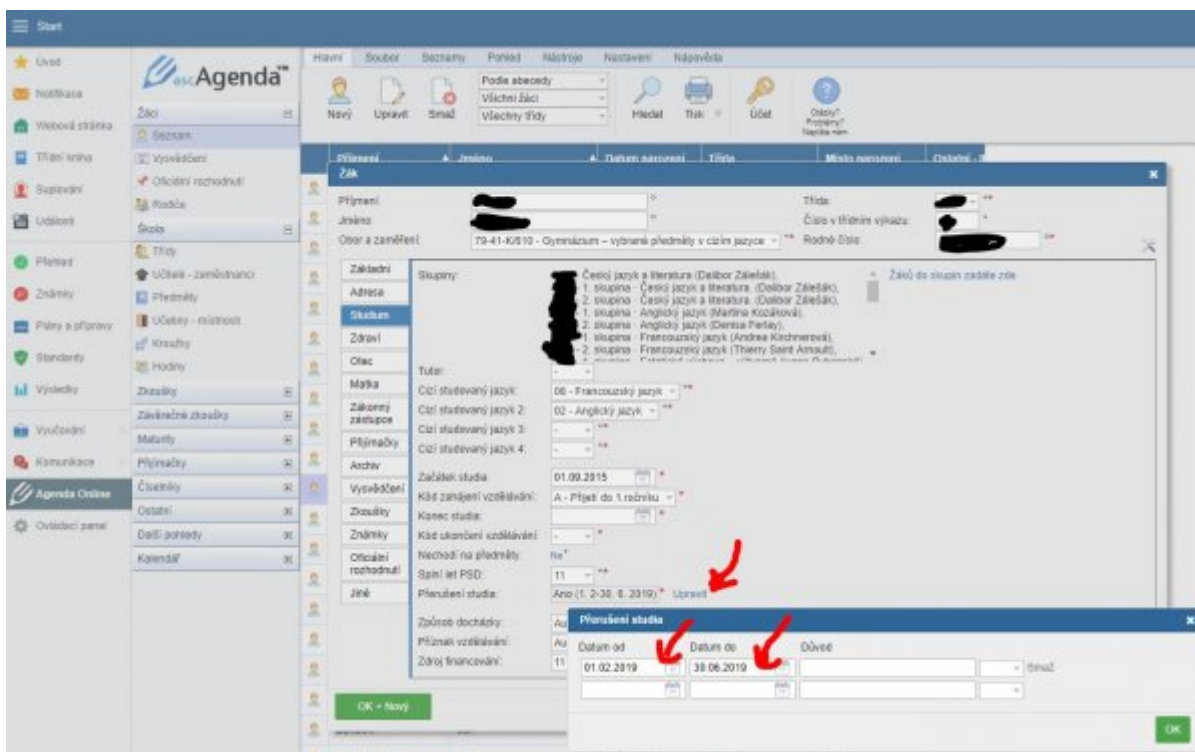 Start
Úvod
Notifikace
Webová stránka
Třídní kniha
Suplování
Události
Přehled
Známky
Plány a přípravy
Standardy
Výsledky
Vyučování
Komunikace
Agenda Online
Ovládací panel
ascAgenda™
Žáci
Seznam
Vysvědčení
Oficiální rozhodnutí
Rodiče
Škola
Třídy
Učitelé - zaměstnanci
Předměty
Učebny - místnosti
Kroužky
Hodiny
Zkoušky
Závěrečné zkoušky
Maturity
Přijímačky
Číselníky
Ostatní
Další pohledy
Kalendář
Hlavní Soubor Seznamy Pohled Nástroje Nastavení Nápověda
Nový Upravit Smaž
Podle abecedy
Všichni žáci
Všechny třídy
Hledat Tisk Účet
Otázky?
Problémy?
Napište nám
Příjmení Jméno Datum narození Třída Místo narození Ostatní -
Žák
Příjmení:
Jméno:
Obor a zaměření: 79-41-K/810 - Gymnázium – vybrané předměty v cizím jazyce **
Třída: **
Číslo v třídním výkazu: *
Rodné číslo: **
Základní
Adresa
Studium
Zdraví
Otec
Matka
Zákonný
zástupce
Přijímačky
Archiv
Vysvědčení
Zkoušky
Známky
Oficiální
rozhodnutí
Jiné
Skupiny:
Český jazyk a literatura (Dalibor Zálešák),
1. skupina - Český jazyk a literatura (Dalibor Zálešák),
2. skupina - Český jazyk a literatura (Dalibor Zálešák),
1. skupina - Anglický jazyk (Martina Kozáková),
2. skupina - Anglický jazyk (Denisa Perlay),
1. skupina - Francouzský jazyk (Andrea Kirchnerová),
2. skupina - Francouzský jazyk (Thierry Saint Arnoult),
Žáků do skupin zadáte zde
Tutor: -
Cizí studovaný jazyk: 06 - Francouzský jazyk **
Cizí studovaný jazyk 2: 02 - Anglický jazyk **
Cizí studovaný jazyk 3: - **
Cizí studovaný jazyk 4: - **
Začátek studia: 01.09.2015 *
Kód zahájení vzdělávání: A - Přijetí do 1.ročníku *
Konec studia: *
Kód ukončení vzdělávání: - *
Nechodí na předměty: Ne*
Splnil let PSD: 11 **
Přerušení studia: Ano (1. 2-30. 6. 2019) * Upravit
Způsob docházky: Au
Příznak vzdělávání: Au
Zdroj financování: 11
OK + Nový
Přerušení studia
Datum od Datum do Důvod
01.02.2019 30.06.2019 Smaž
OK